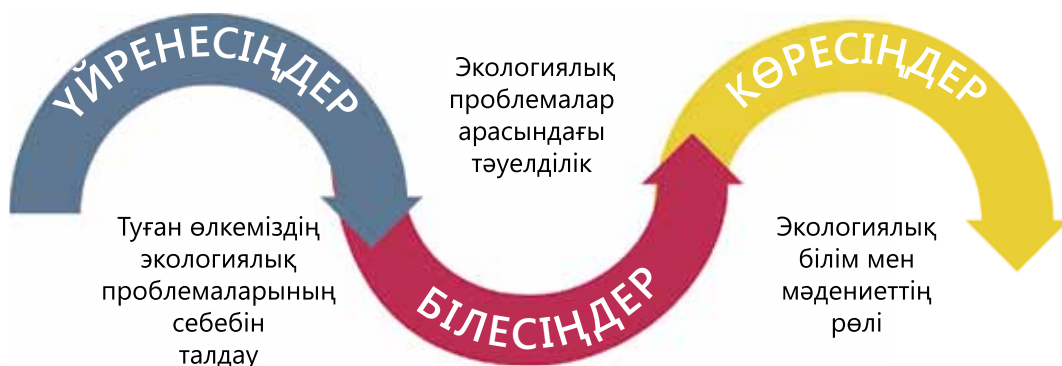 ҮЙРЕНЕСІҢДЕР
Туған өлкеміздің
экологиялық
проблемаларының
себебін
талдау
БІЛЕСІҢДЕР
Экологиялық
проблемалар
арасындағы
тәуелділік
КӨРЕСІҢДЕР
Экологиялық
білім мен
мәдениеттің
рөлі